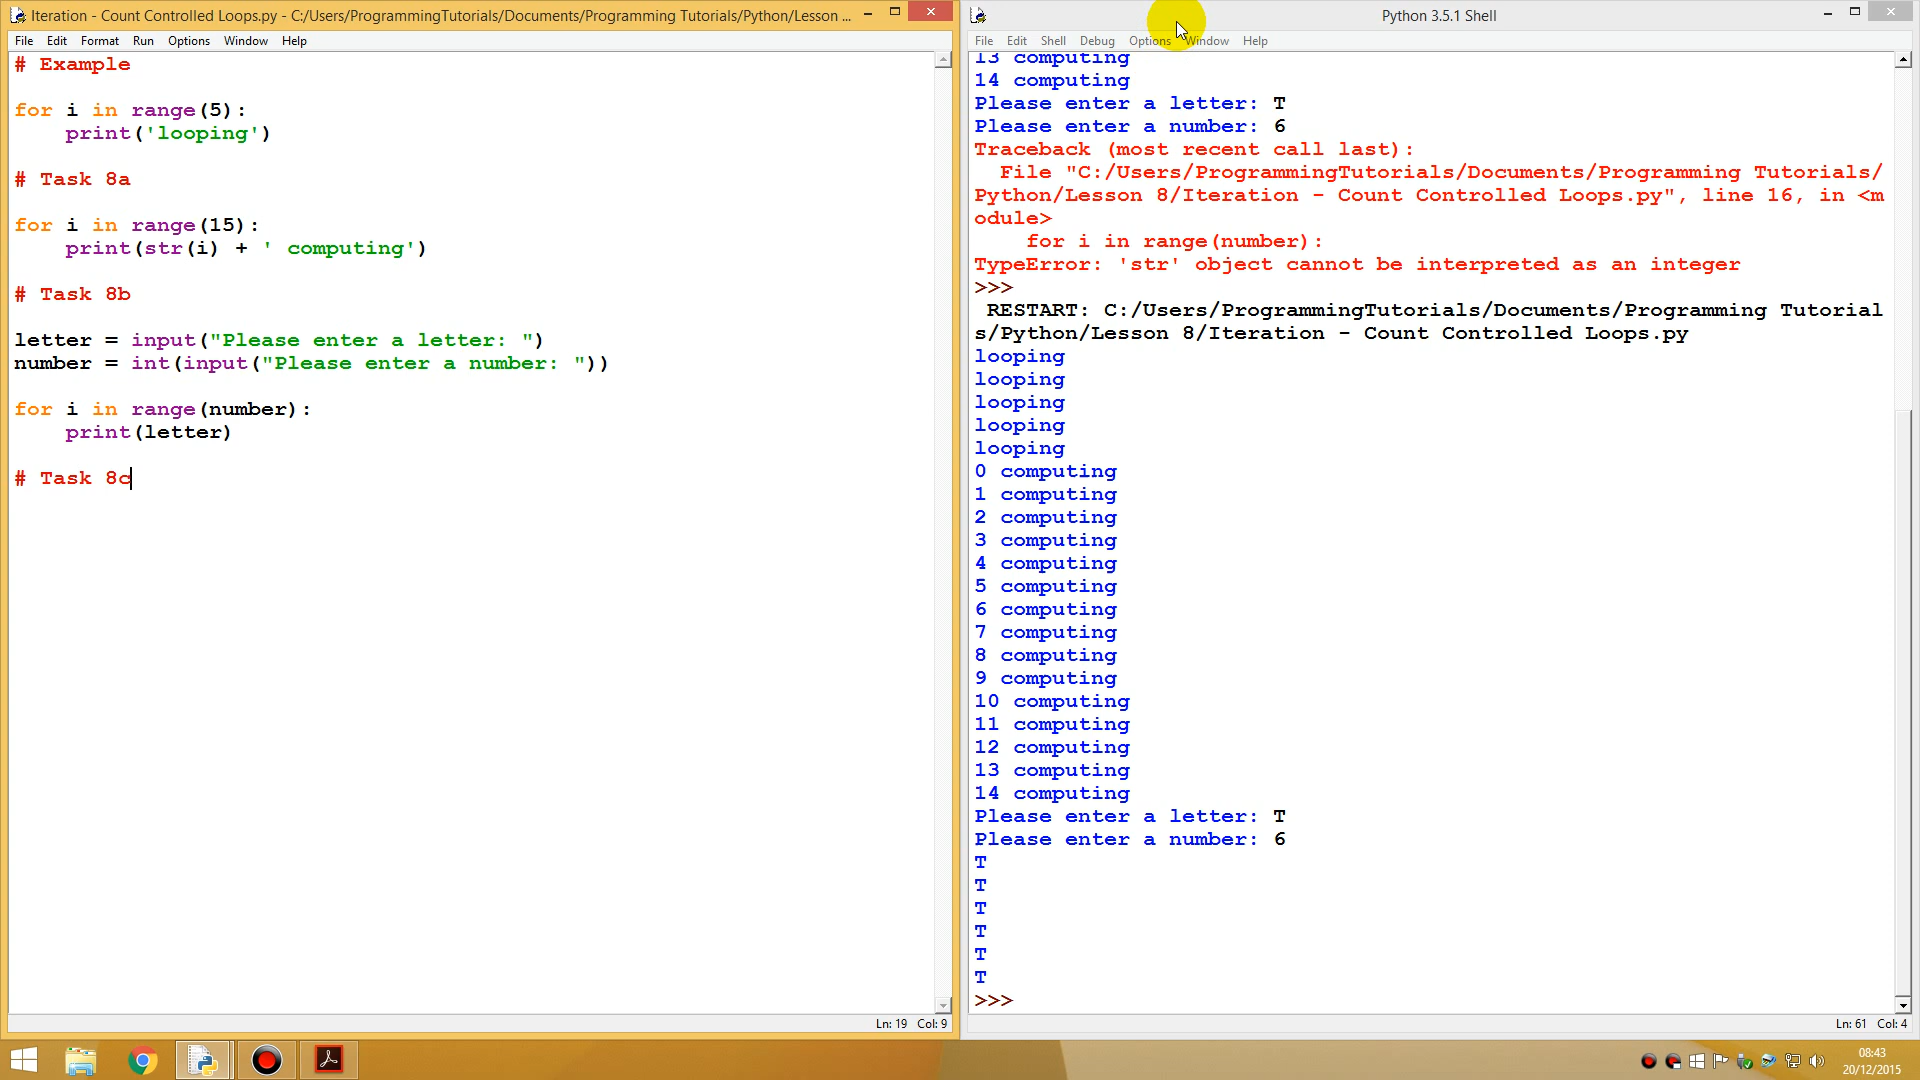 Iteration - Count Controlled Loops.py - C:/Users/ProgrammingTutorials/Documents/Programming Tutorials/Python/Lesson ...
File Edit Format Run Options Window Help
# Example
for i in range(5):
    print('looping')
# Task 8a
for i in range(15):
    print(str(i) + ' computing')
# Task 8b
letter = input("Please enter a letter: ")
number = int(input("Please enter a number: "))
for i in range(number):
    print(letter)
# Task 8c
Ln: 19 Col: 9
Python 3.5.1 Shell
File Edit Shell Debug Options Window Help
13 computing
14 computing
Please enter a letter: T
Please enter a number: 6
Traceback (most recent call last):
  File "C:/Users/ProgrammingTutorials/Documents/Programming Tutorials/
Python/Lesson 8/Iteration - Count Controlled Loops.py", line 16, in <m
odule>
    for i in range(number):
TypeError: 'str' object cannot be interpreted as an integer
>>>
 RESTART: C:/Users/ProgrammingTutorials/Documents/Programming Tutorial
s/Python/Lesson 8/Iteration - Count Controlled Loops.py
looping
looping
looping
looping
looping
0 computing
1 computing
2 computing
3 computing
4 computing
5 computing
6 computing
7 computing
8 computing
9 computing
10 computing
11 computing
12 computing
13 computing
14 computing
Please enter a letter: T
Please enter a number: 6
T
T
T
T
T
T
>>>
Ln: 61 Col: 4
08:43
20/12/2015